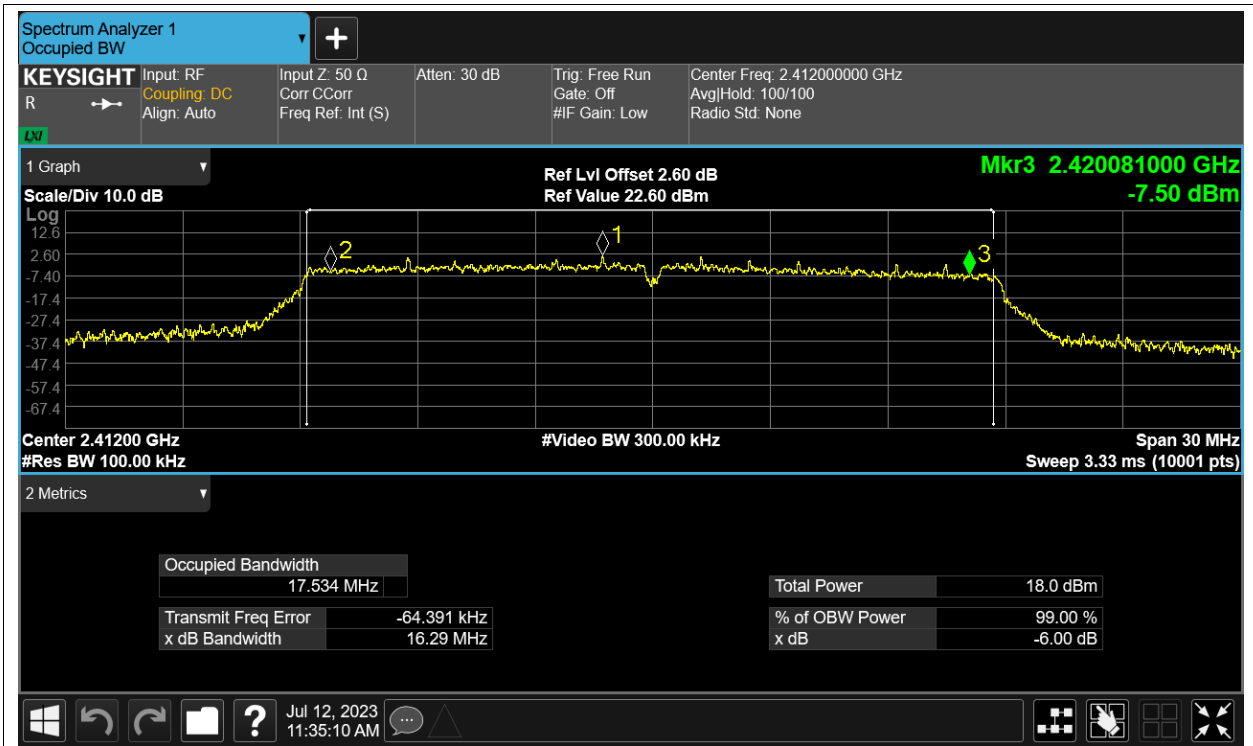 Spectrum Analyzer 1
Occupied BW
+
KEYSIGHT
R
LXI
Input: RF
Coupling: DC
Align: Auto
Input Z: 50 Ω
Corr CCorr
Freq Ref: Int (S)
Atten: 30 dB
Trig: Free Run
Gate: Off
#IF Gain: Low
Center Freq: 2.412000000 GHz
Avg|Hold: 100/100
Radio Std: None
1 Graph
Scale/Div 10.0 dB
Ref Lvl Offset 2.60 dB
Ref Value 22.60 dBm
Mkr3 2.420081000 GHz
-7.50 dBm
Log
12.6
2.60
-7.40
-17.4
-27.4
-37.4
-47.4
-57.4
-67.4
2
1
3
Center 2.41200 GHz
#Video BW 300.00 kHz
Span 30 MHz
#Res BW 100.00 kHz
Sweep 3.33 ms (10001 pts)
2 Metrics
Occupied Bandwidth
17.534 MHz
Total Power 18.0 dBm
Transmit Freq Error -64.391 kHz
% of OBW Power 99.00 %
x dB Bandwidth 16.29 MHz
x dB -6.00 dB
?
Jul 12, 2023
11:35:10 AM